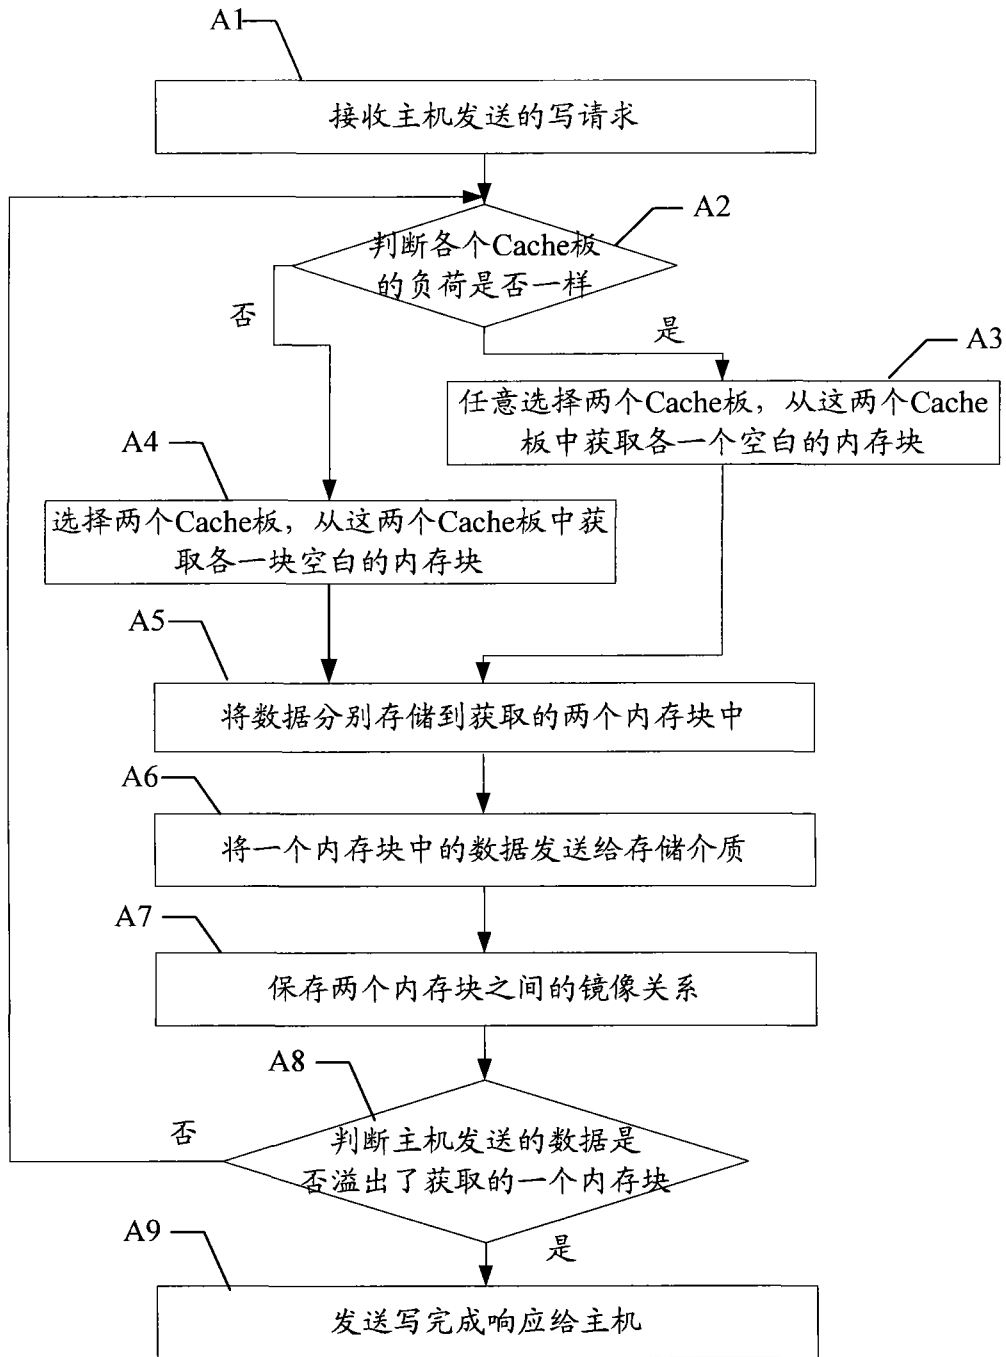 A1
接收主机发送的写请求
A2
判断各个Cache板
的负荷是否一样
否
是
A3
任意选择两个Cache板，从这两个Cache
板中获取各一个空白的内存块
A4
选择两个Cache板，从这两个Cache板中获
取各一块空白的内存块
A5
将数据分别存储到获取的两个内存块中
A6
将一个内存块中的数据发送给存储介质
A7
保存两个内存块之间的镜像关系
A8
否
判断主机发送的数据是
否溢出了获取的一个内存块
A9
是
发送写完成响应给主机